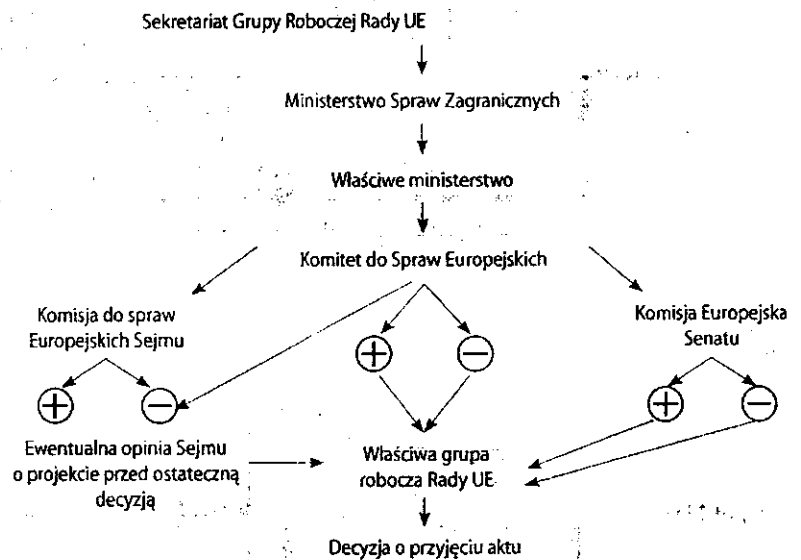 Sekretariat Grupy Roboczej Rady UE
Ministerstwo Spraw Zagranicznych
Właściwe ministerstwo
Komitet do Spraw Europejskich
Komisja do spraw
Europejskich Sejmu
Komisja Europejska
Senatu
+
−
+
−
+
−
Ewentualna opinia Sejmu
o projekcie przed ostateczną
decyzją
Właściwa grupa
robocza Rady UE
Decyzja o przyjęciu aktu